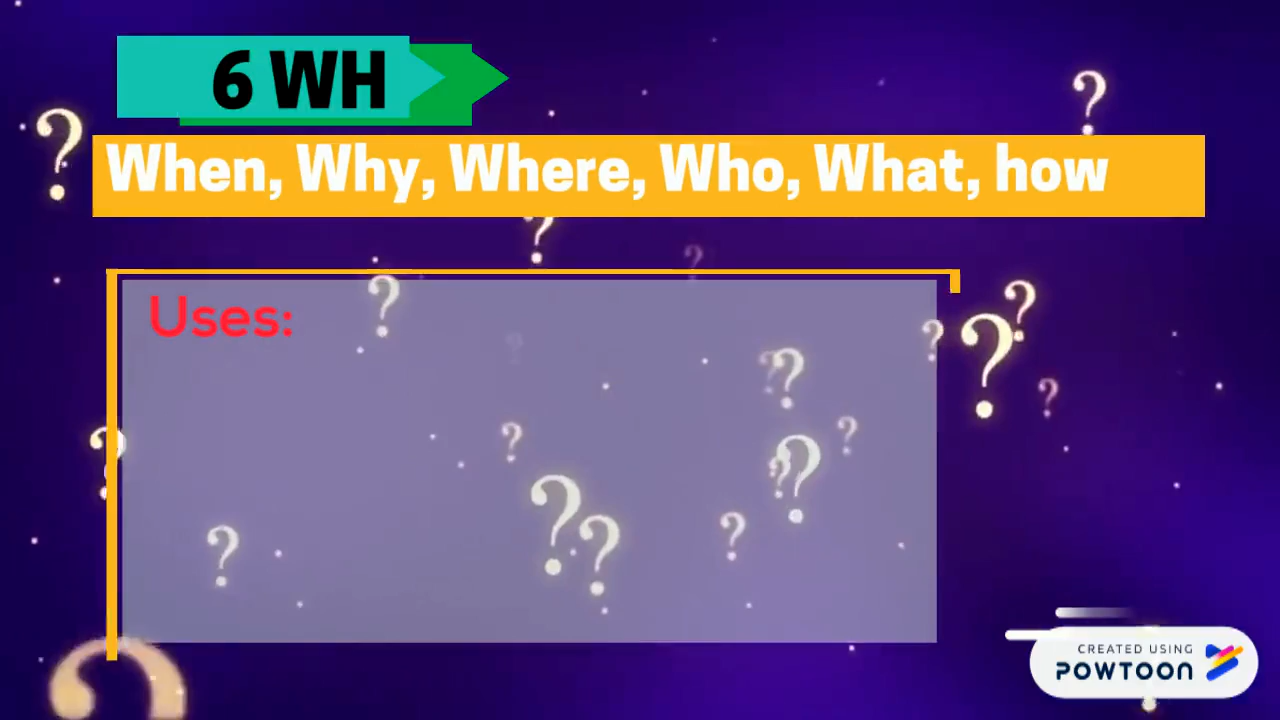 6 WH
When, Why, Where, Who, What, how
Uses:
CREATED USING
POWTOON